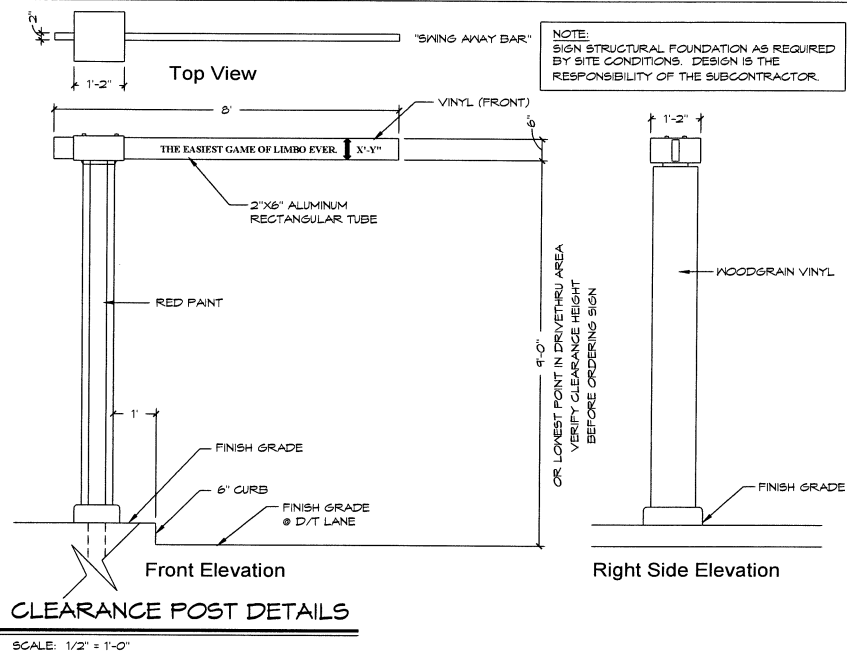 2"
"SWING AWAY BAR"
Top View
1'-2"
NOTE:
SIGN STRUCTURAL FOUNDATION AS REQUIRED
BY SITE CONDITIONS. DESIGN IS THE
RESPONSIBILITY OF THE SUBCONTRACTOR.
8'
VINYL (FRONT)
6"
1'-2"
THE EASIEST GAME OF LIMBO EVER. X'-Y"
2"X6" ALUMINUM
RECTANGULAR TUBE
WOODGRAIN VINYL
RED PAINT
9'-0"
OR LOWEST POINT IN DRIVETHRU AREA
VERIFY CLEARANCE HEIGHT
BEFORE ORDERING SIGN
1'
FINISH GRADE
6" CURB
FINISH GRADE
@ D/T LANE
FINISH GRADE
Front Elevation
Right Side Elevation
CLEARANCE POST DETAILS
SCALE: 1/2" = 1'-0"